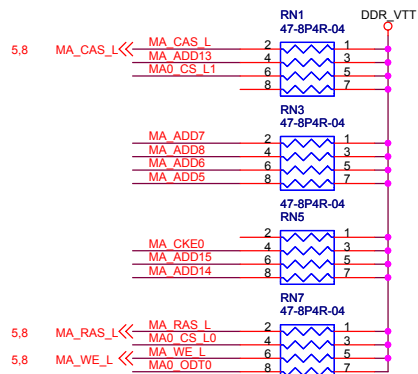 RN1 DDR_VTT
47-8P4R-04
5,8 MA_CAS_L MA_CAS_L 2 1
MA_ADD13 4 3
MA0_CS_L1 6 5
8 7
RN3
47-8P4R-04
MA_ADD7 2 1
MA_ADD8 4 3
MA_ADD6 6 5
MA_ADD5 8 7
47-8P4R-04
RN5
2 1
MA_CKE0 4 3
MA_ADD15 6 5
MA_ADD14 8 7
RN7
47-8P4R-04
5,8 MA_RAS_L MA_RAS_L 2 1
MA0_CS_L0 4 3
5,8 MA_WE_L MA_WE_L 6 5
MA0_ODT0 8 7